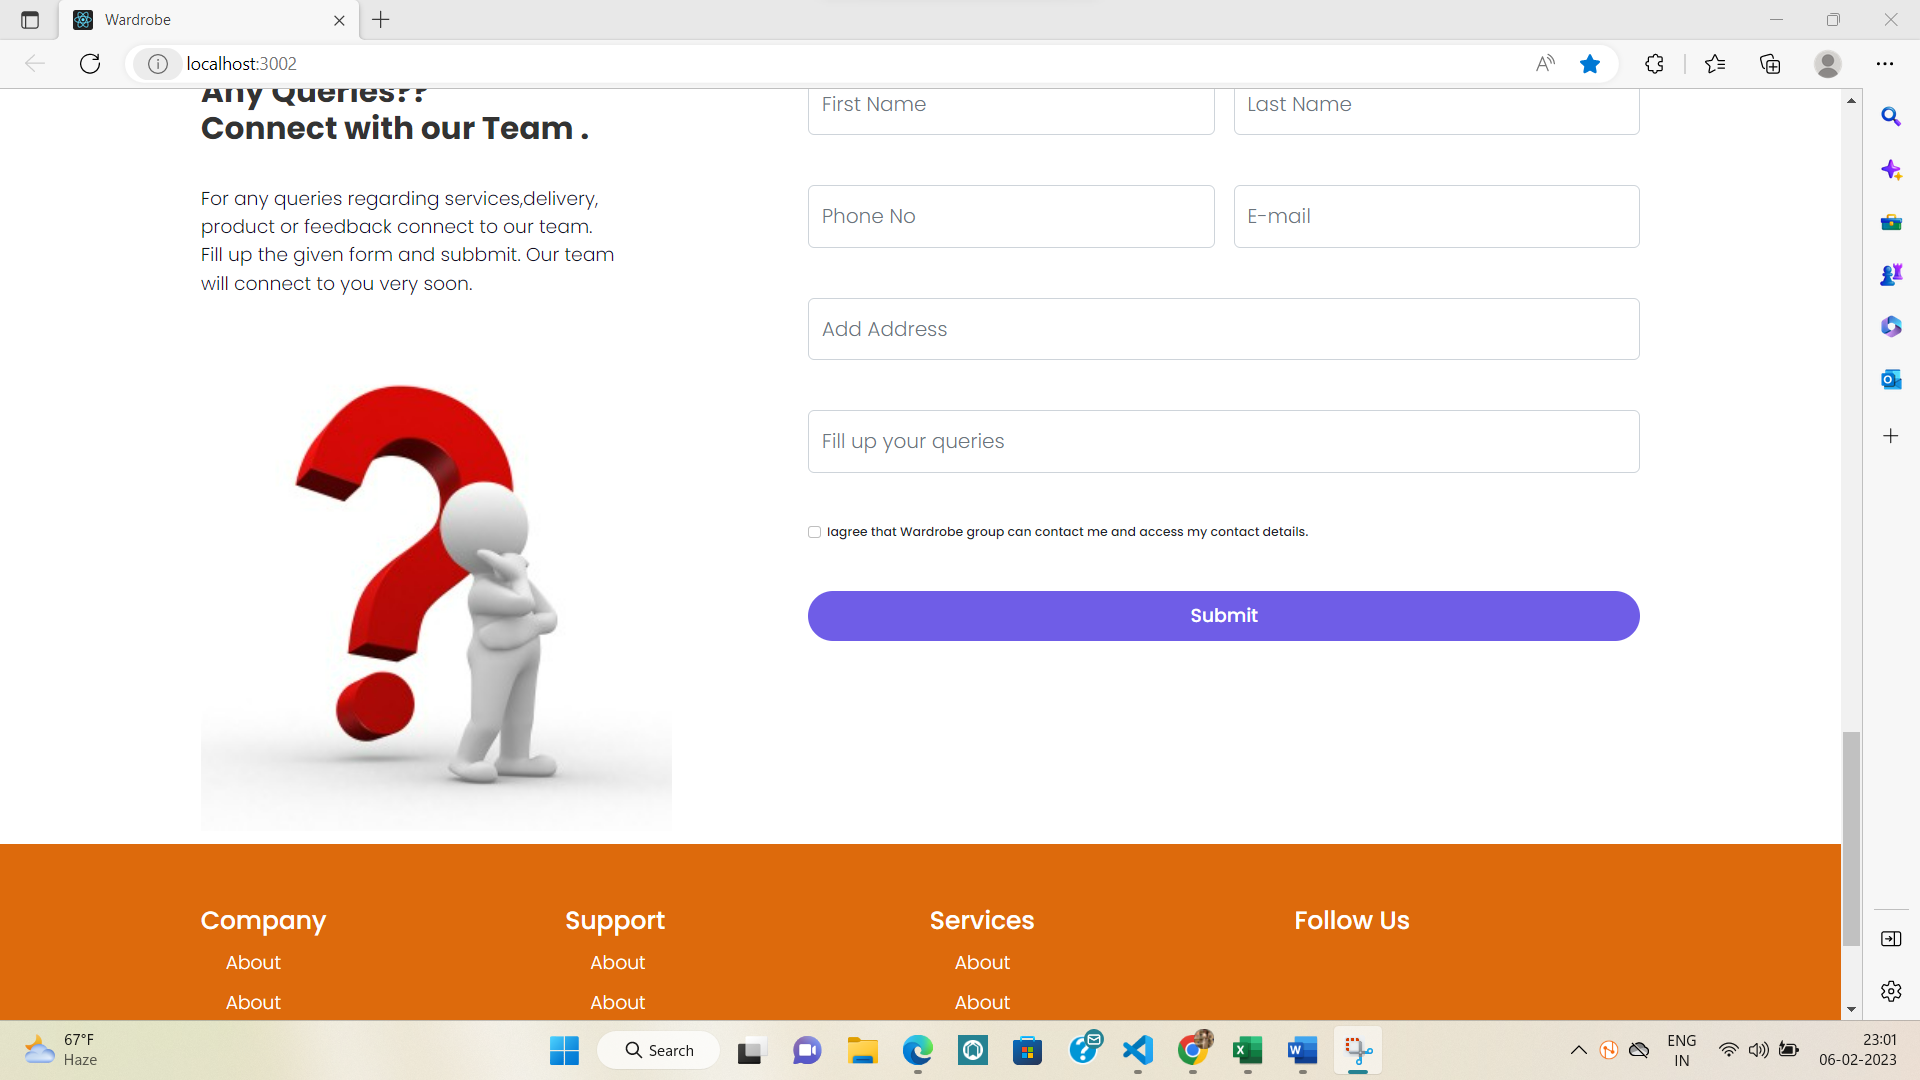 Wardrobe
localhost:3002
Any Queries??
Connect with our Team .
For any queries regarding services,delivery,
product or feedback connect to our team.
Fill up the given form and subbmit. Our team
will connect to you very soon.
First Name
Last Name
Phone No
E-mail
Add Address
Fill up your queries
Iagree that Wardrobe group can contact me and access my contact details.
Submit
Company
About
About
Support
About
About
Services
About
About
Follow Us
67°F
Haze
Search
ENG
IN
23:01
06-02-2023